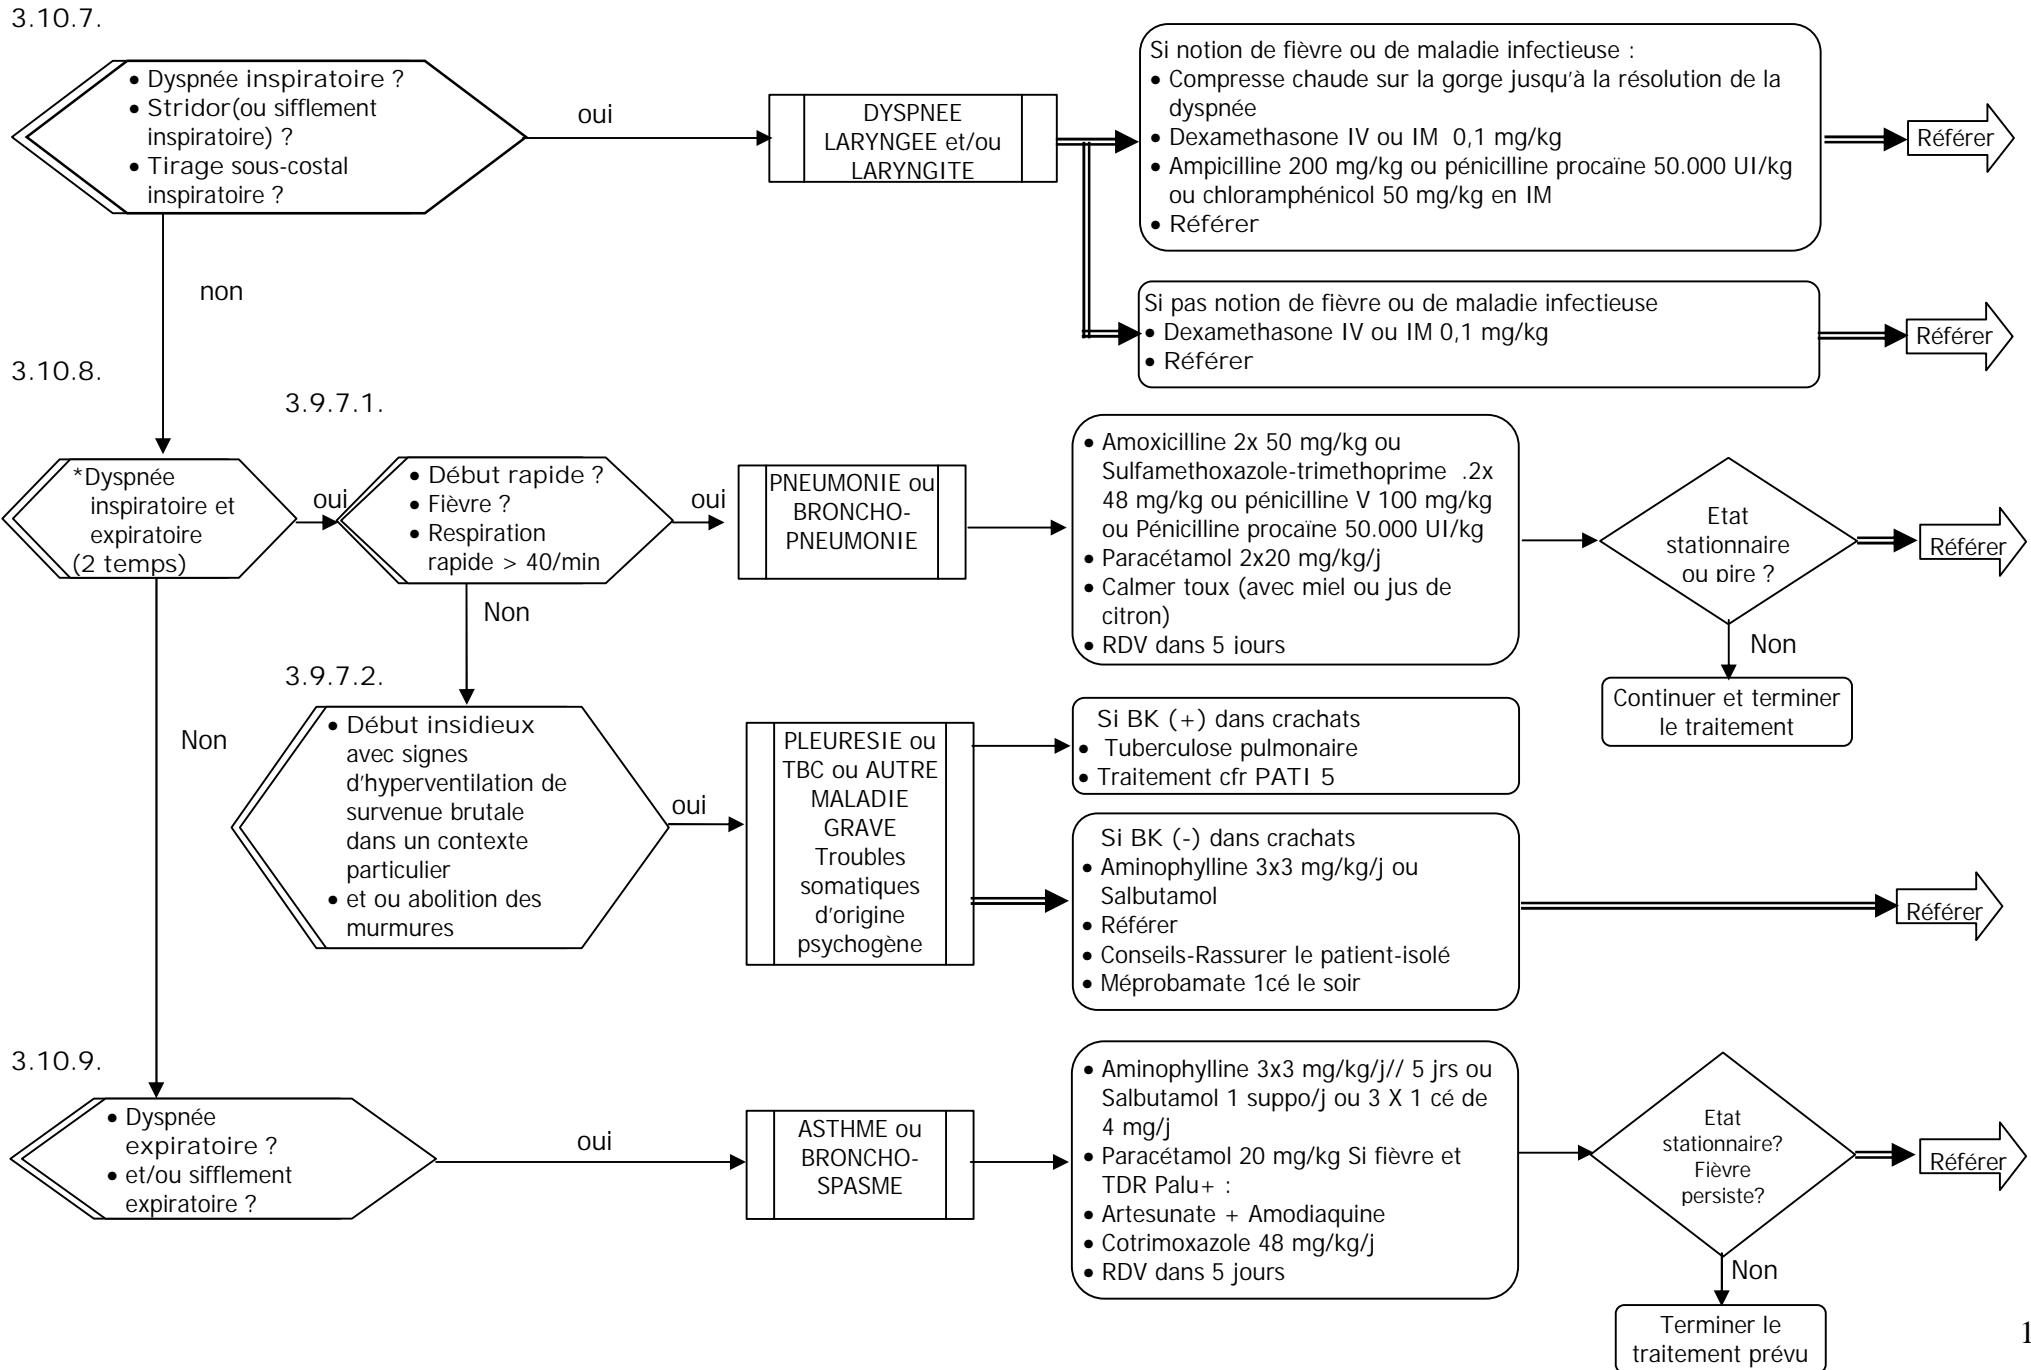 3.10.7.
• Dyspnée inspiratoire ?
• Stridor(ou sifflement
inspiratoire) ?
• Tirage sous-costal
inspiratoire ?
oui
DYSPNEE
LARYNGEE et/ou
LARYNGITE
Si notion de fièvre ou de maladie infectieuse :
• Compresse chaude sur la gorge jusqu'à la résolution de la
dyspnée
• Dexamethasone IV ou IM 0,1 mg/kg
• Ampicilline 200 mg/kg ou pénicilline procaïne 50.000 UI/kg
ou chloramphénicol 50 mg/kg en IM
• Référer
Référer
non
Si pas notion de fièvre ou de maladie infectieuse
• Dexamethasone IV ou IM 0,1 mg/kg
• Référer
Référer
3.10.8.
3.9.7.1.
*Dyspnée
inspiratoire et
expiratoire
(2 temps)
oui
• Début rapide ?
• Fièvre ?
• Respiration
rapide > 40/min
oui
PNEUMONIE ou
BRONCHO-
PNEUMONIE
• Amoxicilline 2x 50 mg/kg ou
Sulfamethoxazole-trimethoprime .2x
48 mg/kg ou pénicilline V 100 mg/kg
ou Pénicilline procaïne 50.000 UI/kg
• Paracétamol 2x20 mg/kg/j
• Calmer toux (avec miel ou jus de
citron)
• RDV dans 5 jours
Etat
stationnaire
ou pire ?
Référer
Non
Non
Continuer et terminer
le traitement
3.9.7.2.
Non
• Début insidieux
avec signes
d'hyperventilation de
survenue brutale
dans un contexte
particulier
• et ou abolition des
murmures
oui
PLEURESIE ou
TBC ou AUTRE
MALADIE
GRAVE
Troubles
somatiques
d'origine
psychogène
Si BK (+) dans crachats
• Tuberculose pulmonaire
• Traitement cfr PATI 5
Si BK (-) dans crachats
• Aminophylline 3x3 mg/kg/j ou
Salbutamol
• Référer
• Conseils-Rassurer le patient-isolé
• Méprobamate 1cé le soir
Référer
3.10.9.
• Dyspnée
expiratoire ?
• et/ou sifflement
expiratoire ?
oui
ASTHME ou
BRONCHO-
SPASME
• Aminophylline 3x3 mg/kg/j// 5 jrs ou
Salbutamol 1 suppo/j ou 3 X 1 cé de
4 mg/j
• Paracétamol 20 mg/kg Si fièvre et
TDR Palu+ :
• Artesunate + Amodiaquine
• Cotrimoxazole 48 mg/kg/j
• RDV dans 5 jours
Etat
stationnaire?
Fièvre
persiste?
Référer
Non
Terminer le
traitement prévu
1